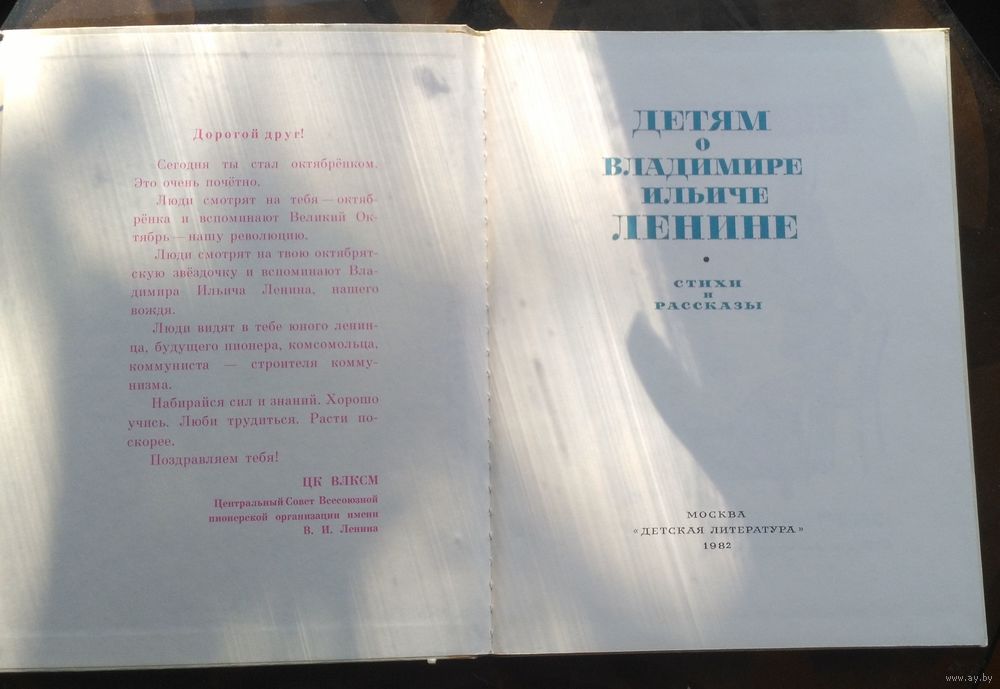 Дорогой друг!
Сегодня ты стал октябрёнком.
Это очень почётно.
Люди смотрят на тебя — октяб-
рёнка и вспоминают Великий Ок-
тябрь — нашу революцию.
Люди смотрят на твою октябрят-
скую звёздочку и вспоминают Вла-
димира Ильича Ленина, нашего
вождя.
Люди видят в тебе юного ленин-
ца, будущего пионера, комсомольца,
коммуниста — строителя комму-
низма.
Набирайся сил и знаний. Хорошо
учись. Люби трудиться. Расти по-
скорее.
Поздравляем тебя!
ЦК ВЛКСМ
Центральный Совет Всесоюзной
пионерской организации имени
В. И. Ленина
ДЕТЯМ
О
ВЛАДИМИРЕ
ИЛЬИЧЕ
ЛЕНИНЕ
•
СТИХИ
И
РАССКАЗЫ
МОСКВА
«ДЕТСКАЯ ЛИТЕРАТУРА»
1982
www.ay.by